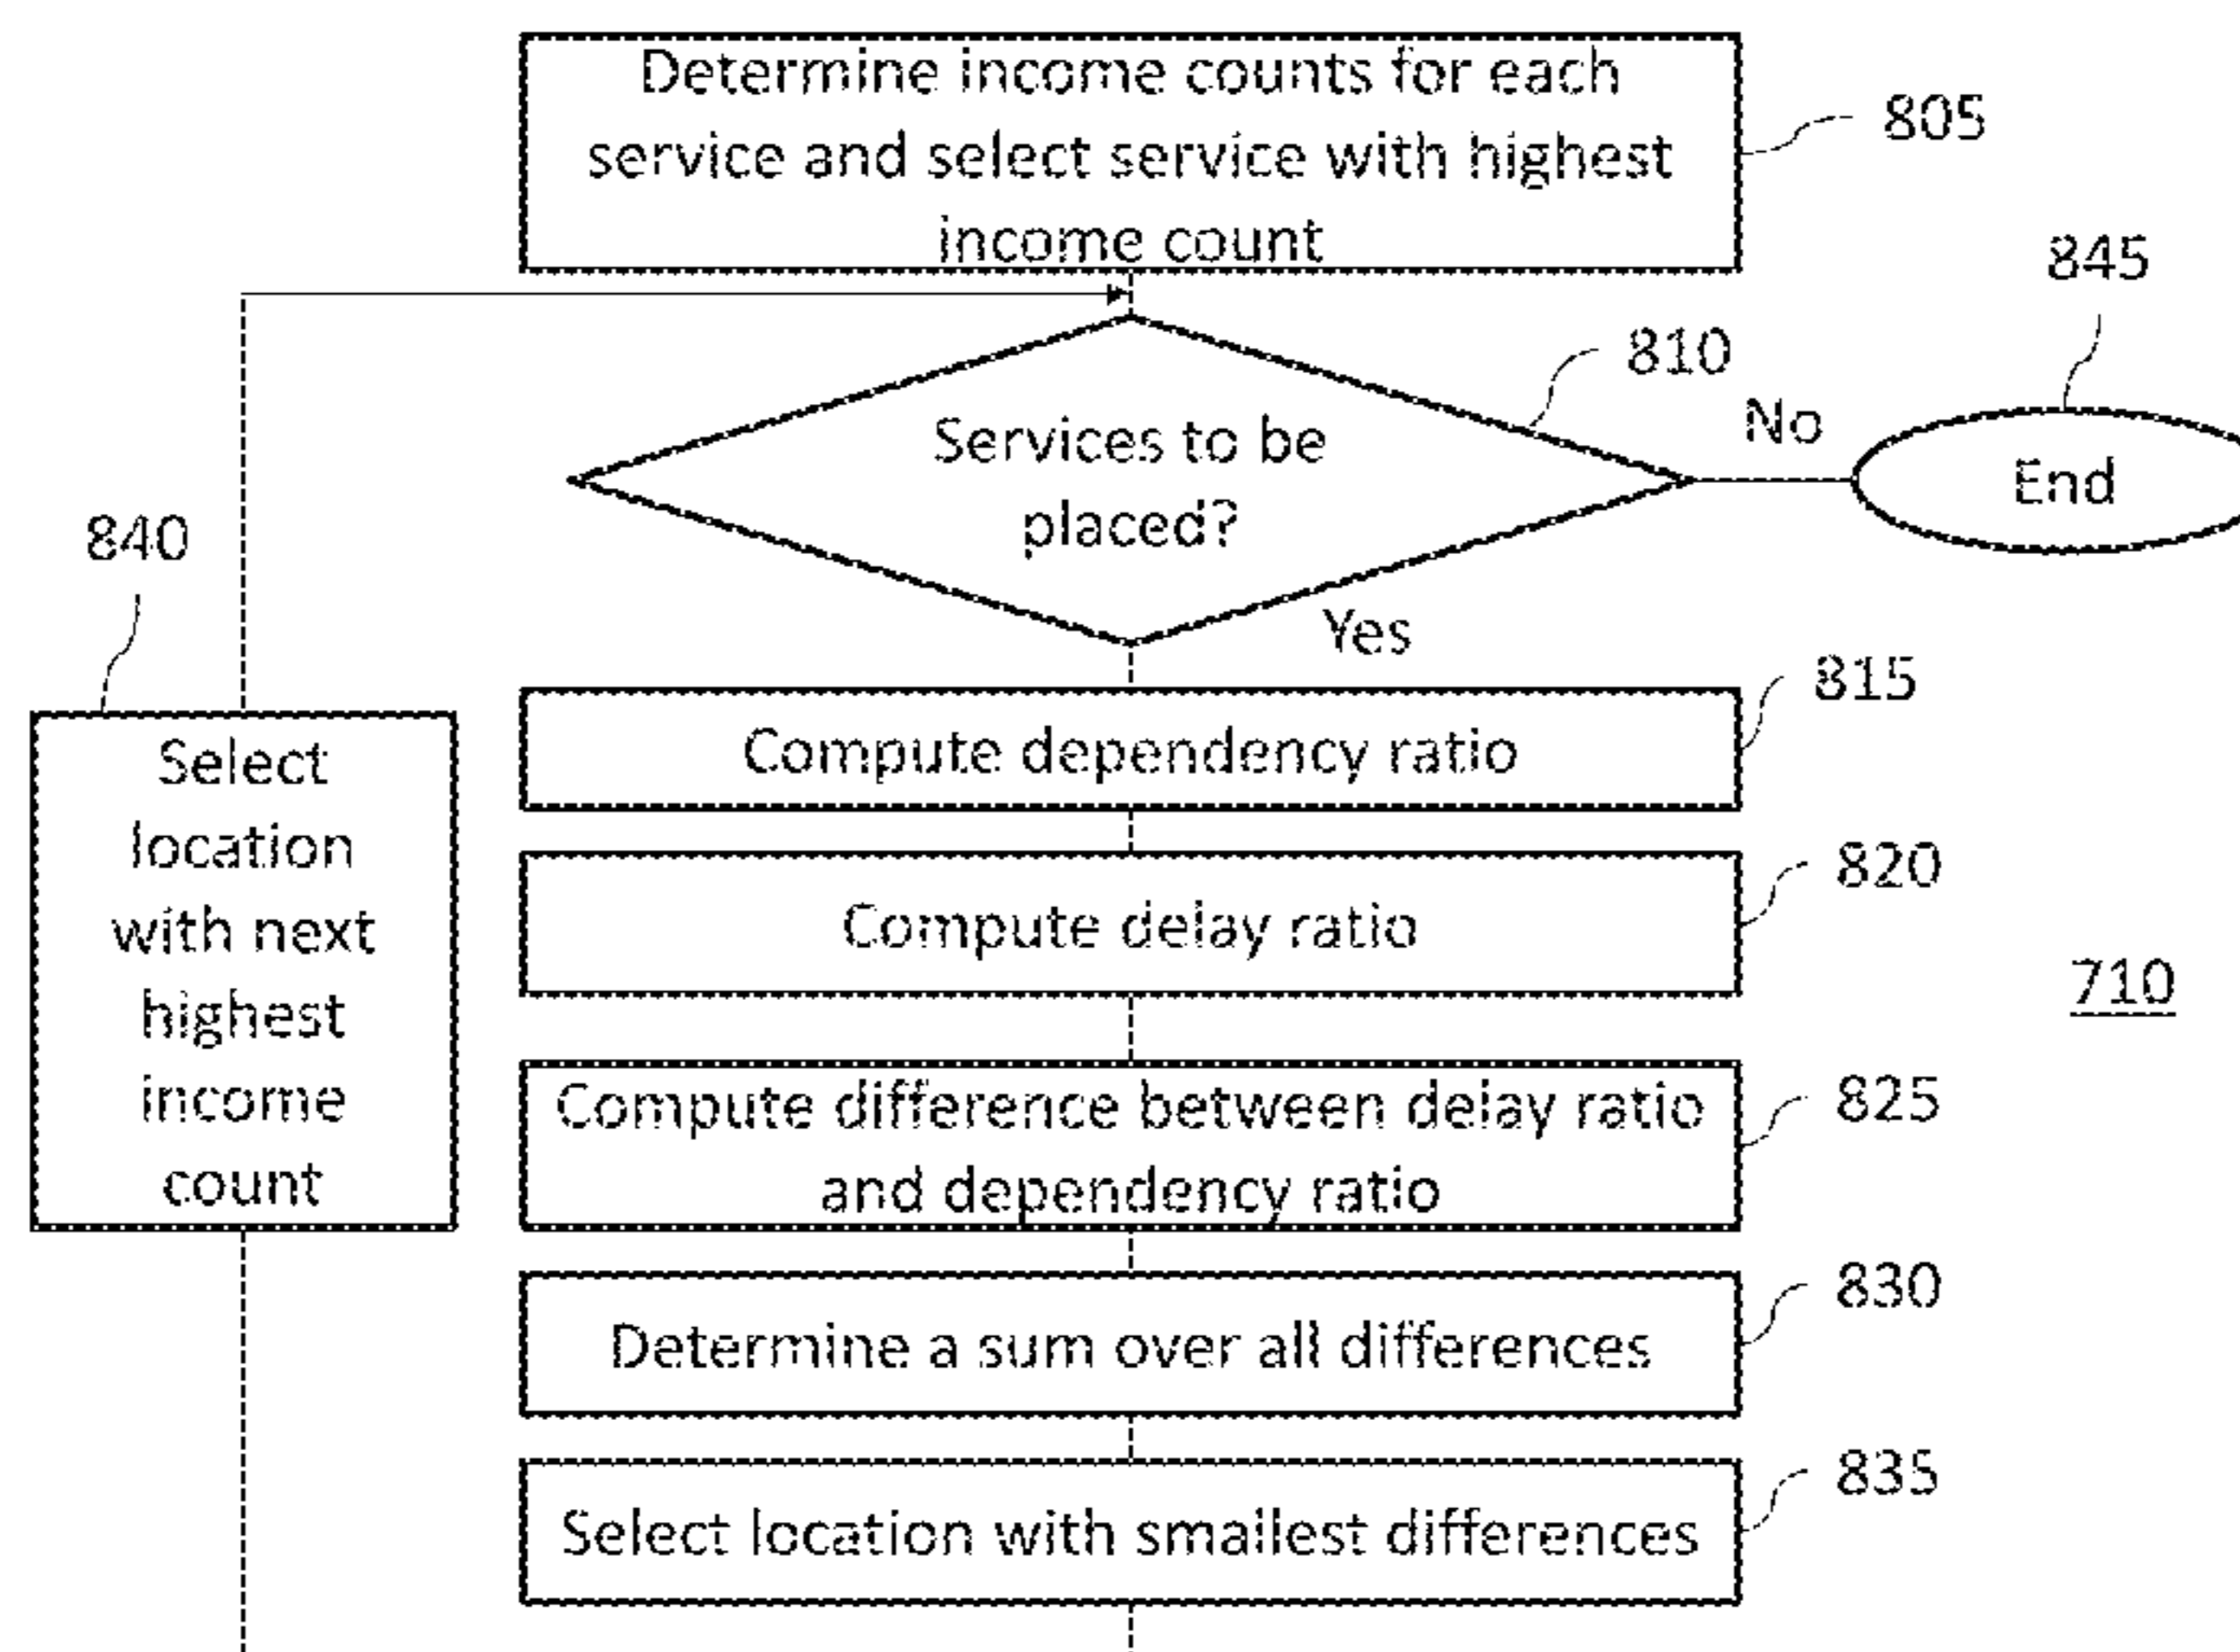 Determine income counts for each
service and select service with highest
income count
805
845
810
No
Services to be
placed?
End
840
Yes
815
Compute dependency ratio
Select
location
with next
highest
income
count
820
Compute delay ratio
710
825
Compute difference between delay ratio
and dependency ratio
830
Determine a sum over all differences
835
Select location with smallest differences